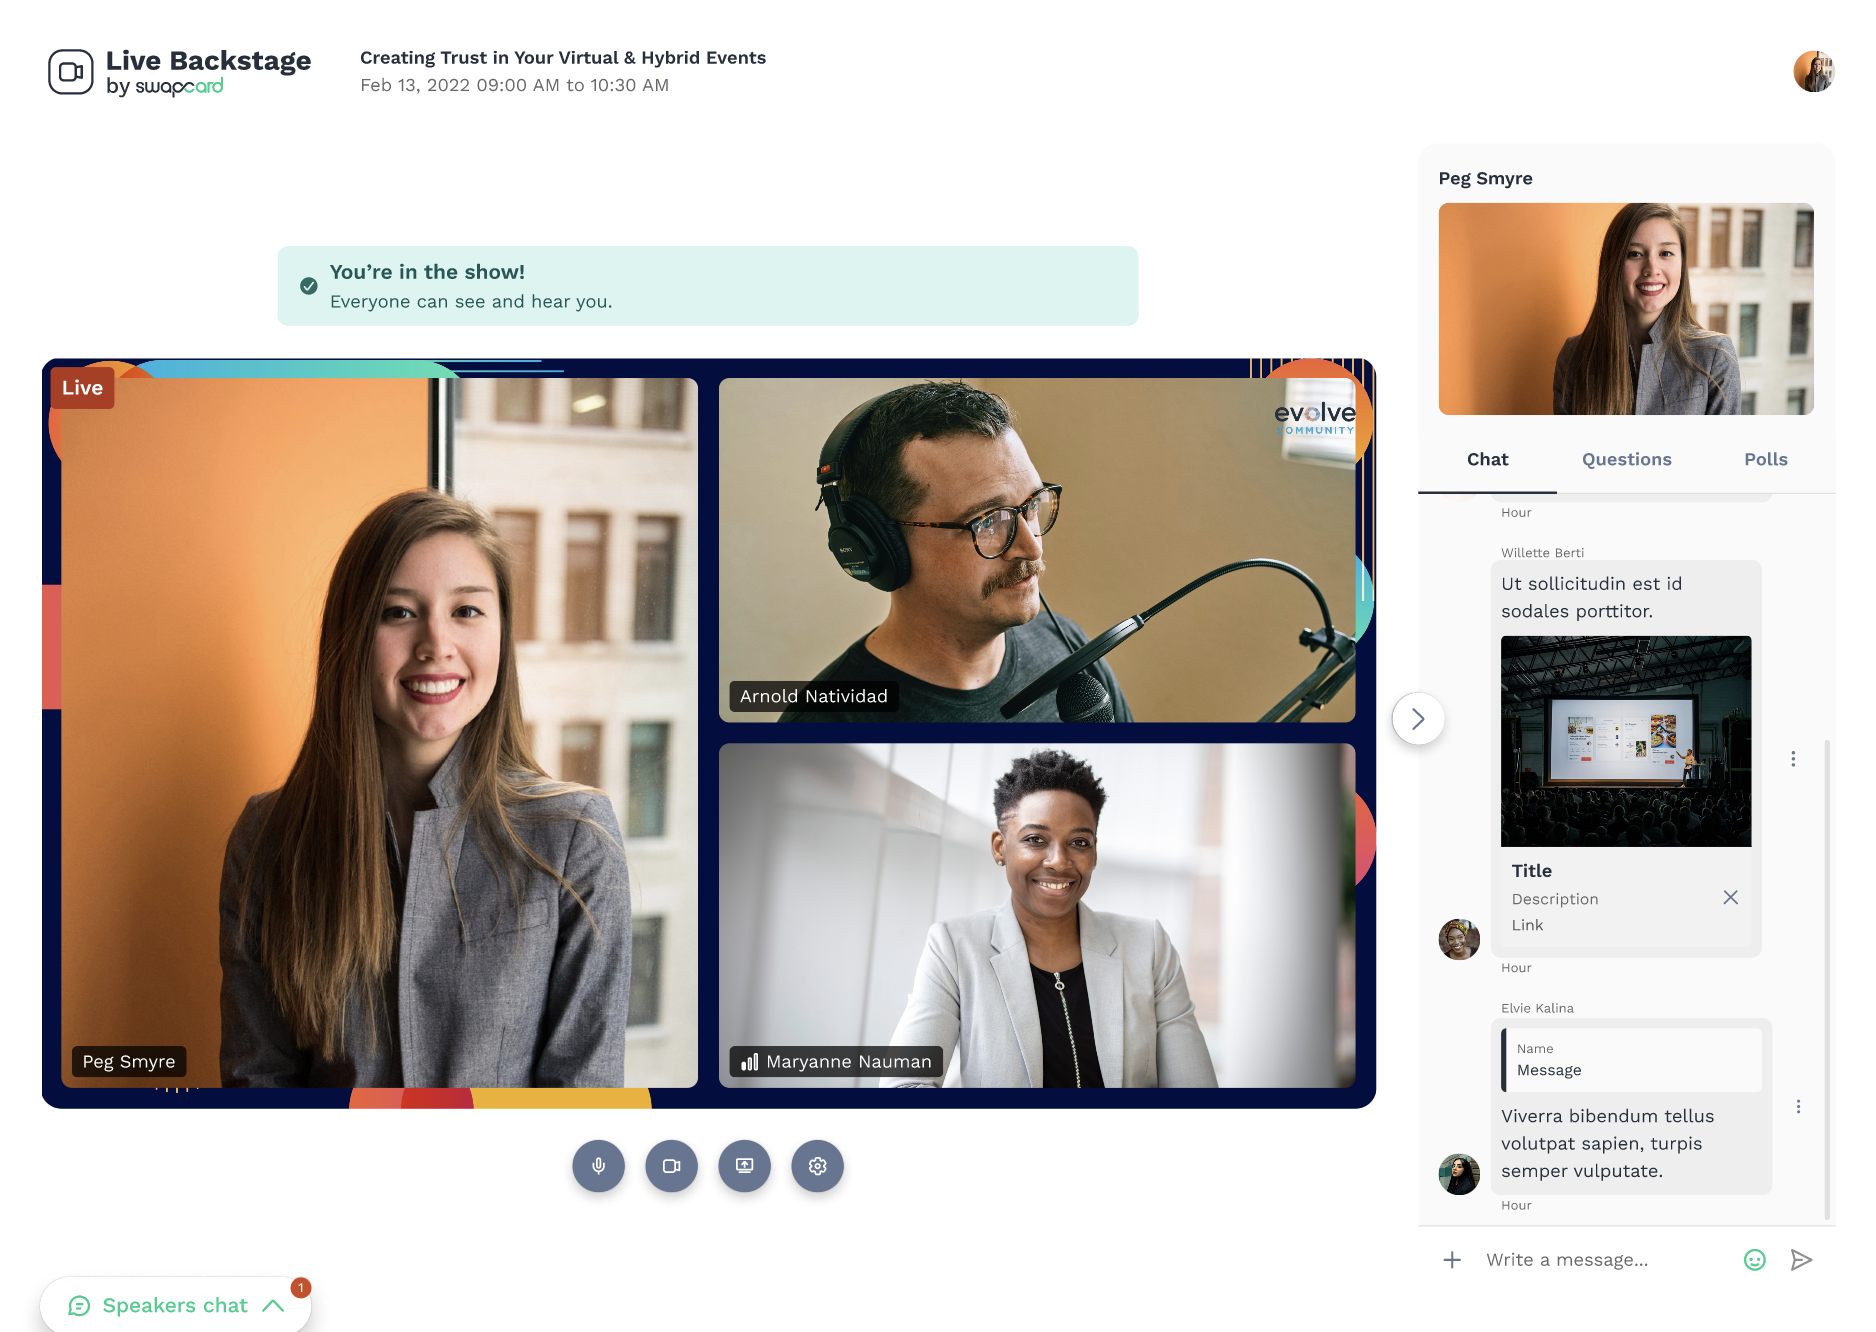 Live Backstage
by swapcard
Creating Trust in Your Virtual & Hybrid Events
Feb 13, 2022 09:00 AM to 10:30 AM
You’re in the show!
Everyone can see and hear you.
Live
evolve
COMMUNITY
SONY
Arnold Natividad
Peg Smyre
Maryanne Nauman
Speakers chat
1
Peg Smyre
Chat Questions Polls
Hour
Willette Berti
Ut sollicitudin est id
sodales porttitor.
Title
Description
Link
Hour
Elvie Kalina
Name
Message
Viverra bibendum tellus
volutpat sapien, turpis
semper vulputate.
Hour
Write a message...